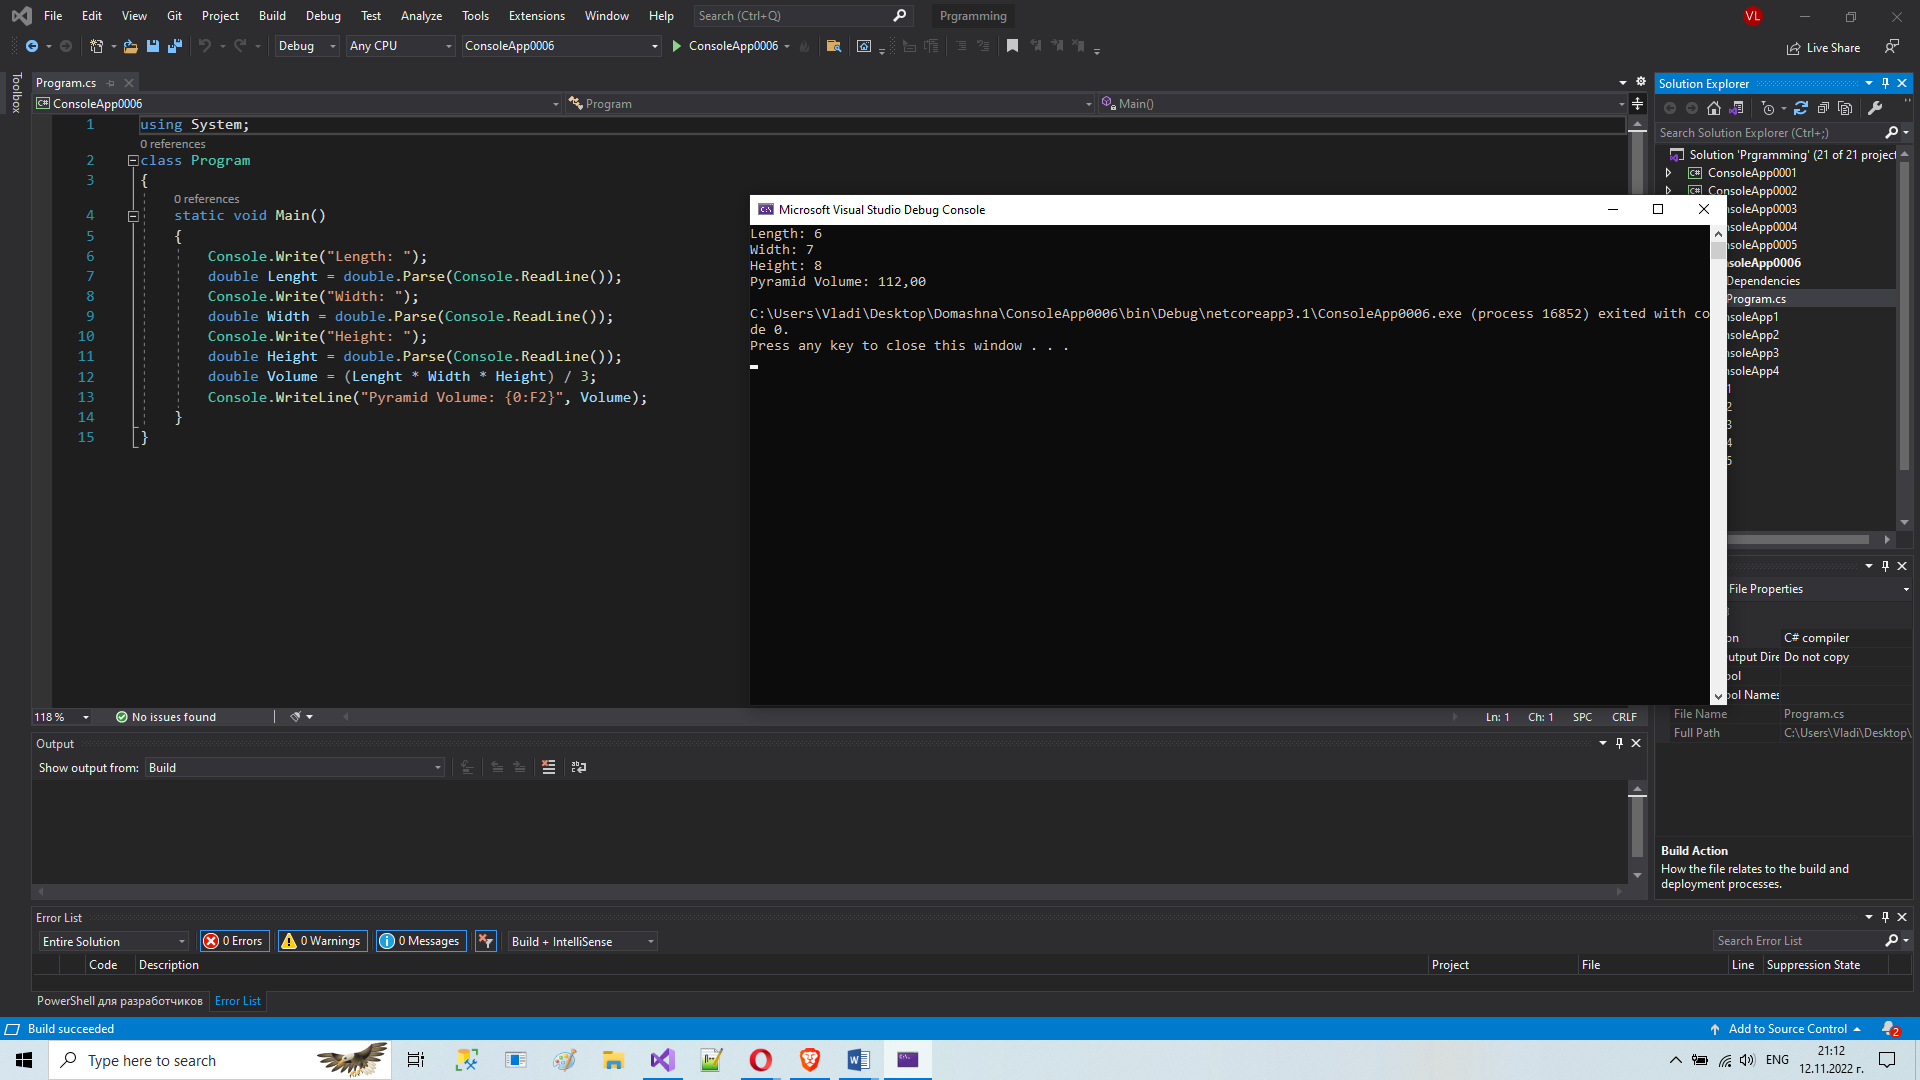 File Edit View Git Project Build Debug Test Analyze Tools Extensions Window Help Search (Ctrl+Q) Prgramming VL
Debug Any CPU ConsoleApp0006 ConsoleApp0006 Live Share
Toolbox
Program.cs
ConsoleApp0006 Program Main()
1 using System;
0 references
2 class Program
3 {
0 references
4 static void Main()
5 {
6 Console.Write("Length: ");
7 double Lenght = double.Parse(Console.ReadLine());
8 Console.Write("Width: ");
9 double Width = double.Parse(Console.ReadLine());
10 Console.Write("Height: ");
11 double Height = double.Parse(Console.ReadLine());
12 double Volume = (Lenght * Width * Height) / 3;
13 Console.WriteLine("Pyramid Volume: {0:F2}", Volume);
14 }
15 }
118 % No issues found Ln: 1 Ch: 1 SPC CRLF
Microsoft Visual Studio Debug Console
Length: 6
Width: 7
Height: 8
Pyramid Volume: 112,00
C:\Users\Vladi\Desktop\Domashna\ConsoleApp0006\bin\Debug\netcoreapp3.1\ConsoleApp0006.exe (process 16852) exited with co
de 0.
Press any key to close this window . . .
Solution Explorer
Search Solution Explorer (Ctrl+;)
Solution 'Prgramming' (21 of 21 project
ConsoleApp0001
ConsoleApp0002
nsoleApp0003
nsoleApp0004
nsoleApp0005
nsoleApp0006
Dependencies
Program.cs
nsoleApp1
nsoleApp2
nsoleApp3
nsoleApp4
1
2
3
4
5
File Properties
on C# compiler
utput Dire Do not copy
ool
ool Names
File Name Program.cs
Full Path C:\Users\Vladi\Desktop\
Build Action
How the file relates to the build and
deployment processes.
Output
Show output from: Build
Error List
Entire Solution 0 Errors 0 Warnings 0 Messages Build + IntelliSense Search Error List
Code Description Project File Line Suppression State
PowerShell для разработчиков Error List
Build succeeded Add to Source Control 2
Type here to search ENG 21:12
12.11.2022 г.